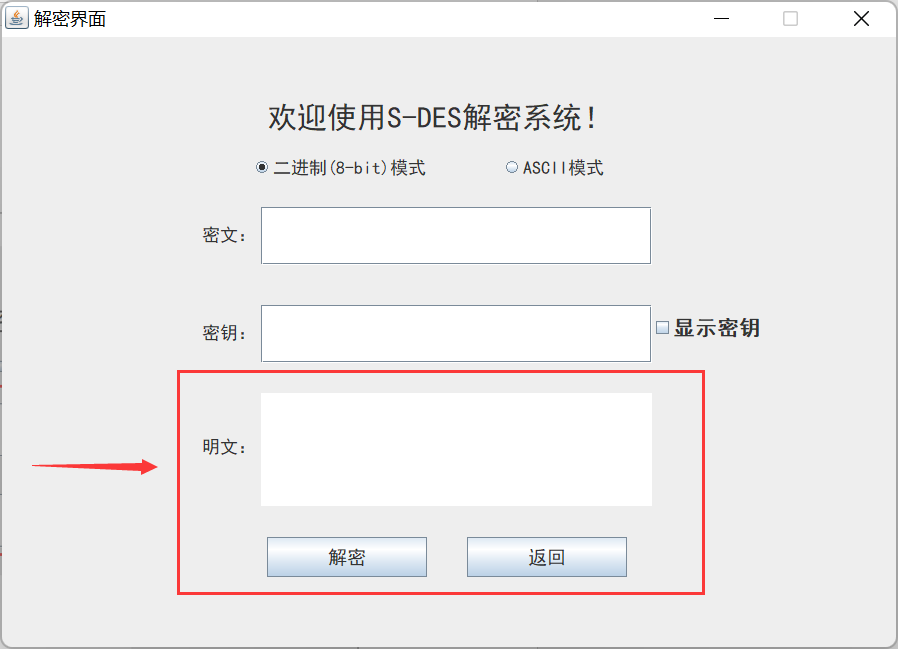 解密界面
欢迎使用S-DES解密系统！
二进制(8-bit)模式 ASCII模式
密文：
密钥： 显示密钥
明文：
解密 返回